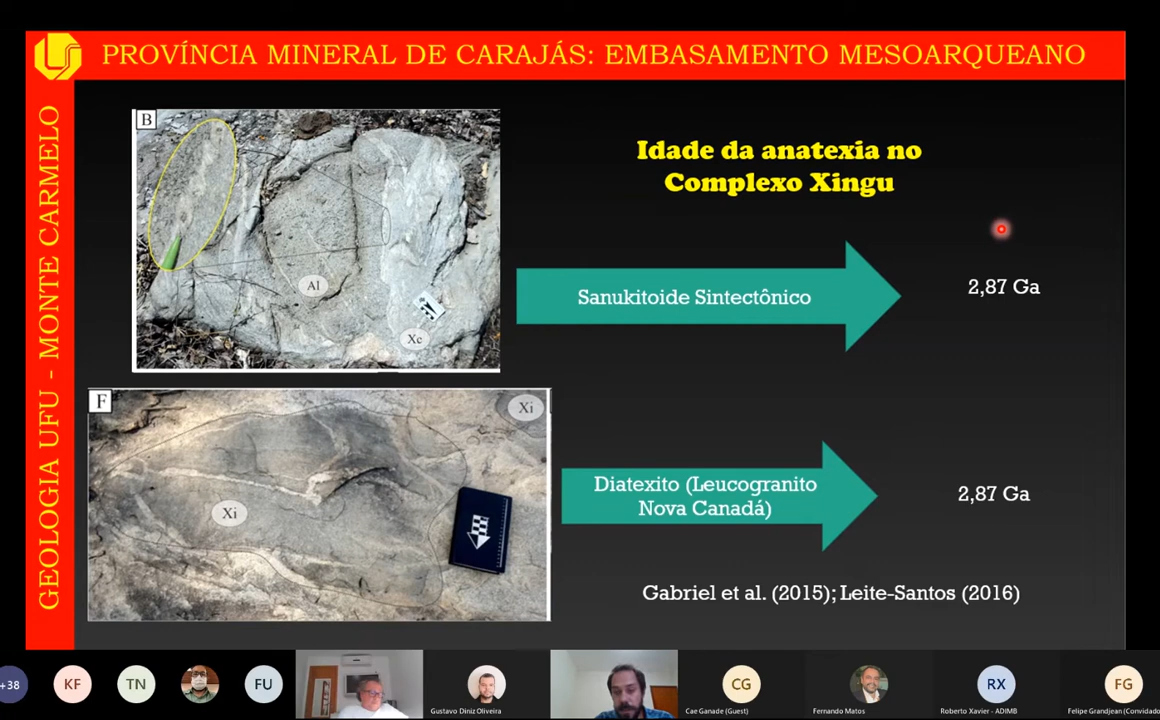 PROVÍNCIA MINERAL DE CARAJÁS: EMBASAMENTO MESOARQUEANO
GEOLOGIA UFU - MONTE CARMELO
B
Al
Xc
Idade da anatexia no
Complexo Xingu
Sanukitoide Sintectônico
2,87 Ga
F
Xi
Xi
Diatexito (Leucogranito
Nova Canadá)
2,87 Ga
Gabriel et al. (2015); Leite-Santos (2016)
+38
KF
TN
FU
Gustavo Diniz Oliveira
CG
Cae Ganade (Guest)
Fernando Matos
RX
Roberto Xavier - ADIMB
FG
Felipe Grandjean (Convidado